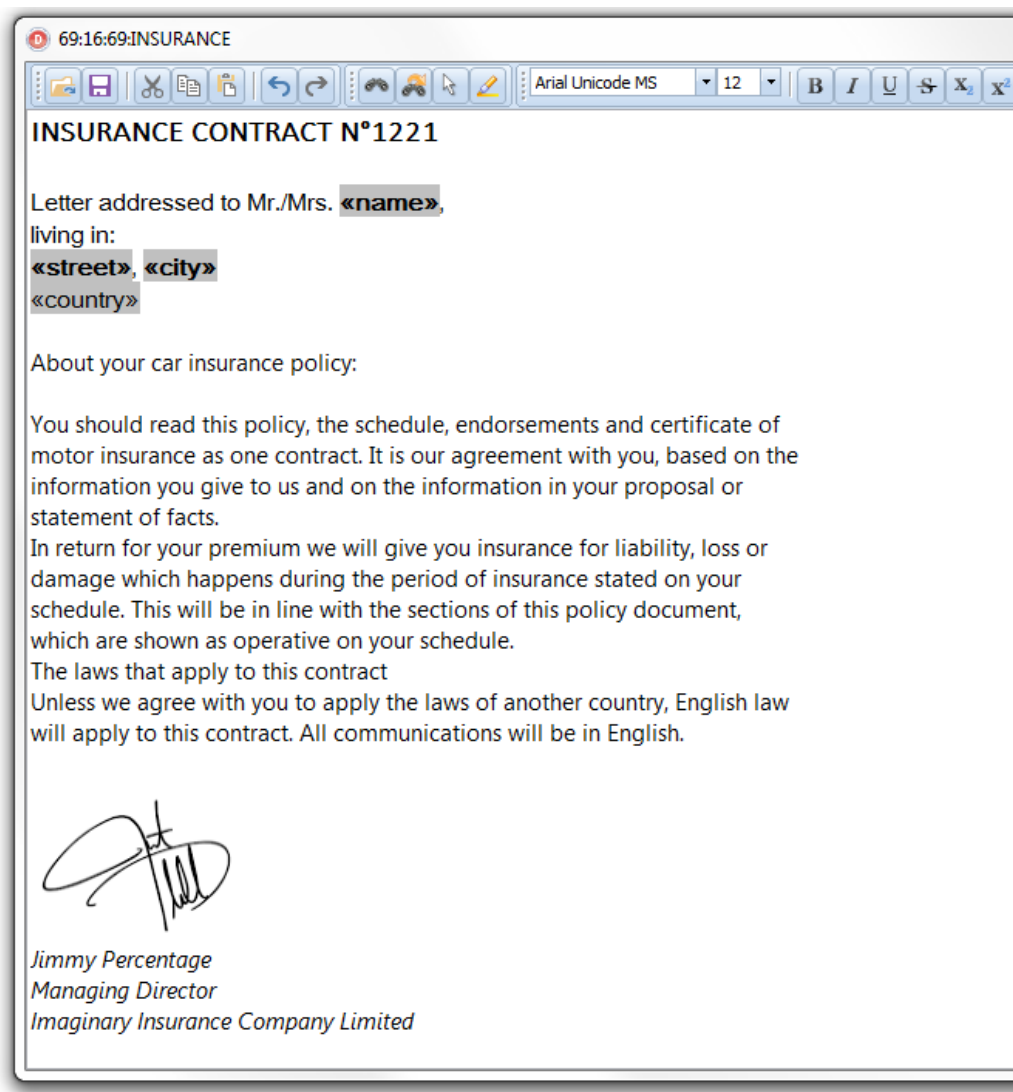 69:16:69:INSURANCE
Arial Unicode MS 12 B I U S X₂ X²
INSURANCE CONTRACT N°1221
Letter addressed to Mr./Mrs. «name»,
living in:
«street», «city»
«country»
About your car insurance policy:
You should read this policy, the schedule, endorsements and certificate of
motor insurance as one contract. It is our agreement with you, based on the
information you give to us and on the information in your proposal or
statement of facts.
In return for your premium we will give you insurance for liability, loss or
damage which happens during the period of insurance stated on your
schedule. This will be in line with the sections of this policy document,
which are shown as operative on your schedule.
The laws that apply to this contract
Unless we agree with you to apply the laws of another country, English law
will apply to this contract. All communications will be in English.
Jimmy Percentage
Managing Director
Imaginary Insurance Company Limited